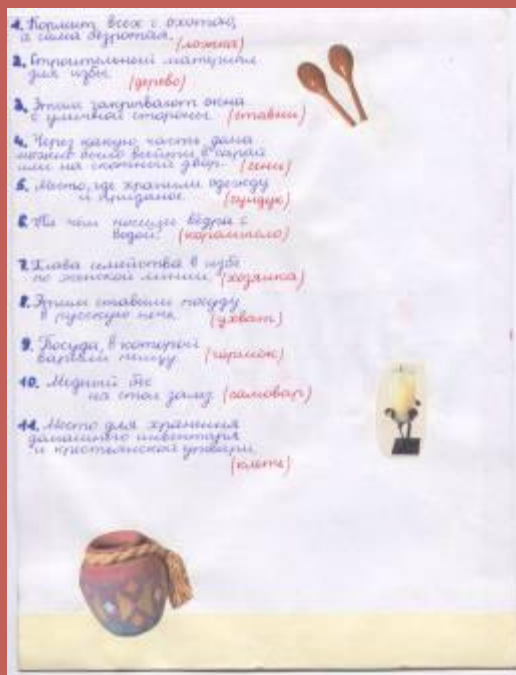 1. Кормит всех с охотою,
а сама безротая.
(ложка)
2. Строительный материал
для избы.
(дерево)
3. Этим закрывают окна
с уличной стороны. (ставни)
4. Через какую часть дома
можно было выйти в сарай
или на скотный двор. (сени)
5. Место, где хранили одежду
и приданое. (сундук)
6. На чём носили вёдра с
водой? (коромысло)
7. Глава семейства в избе
по женской линии. (хозяйка)
8. Этим ставили посуду
в русскую печь. (ухват)
9. Посуда, в которой
варили пищу. (горшок)
10. Медный бес
на стол залез (самовар)
11. Место для хранения
домашнего инвентаря
и крестьянской утвари.
(клеть)